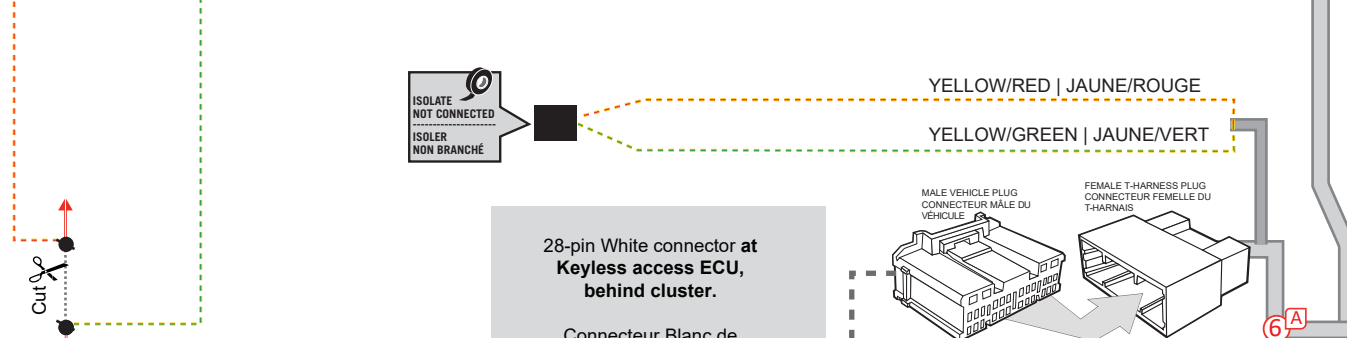 ISOLATE
NOT CONNECTED
ISOLER
NON BRANCHÉ
YELLOW/RED | JAUNE/ROUGE
YELLOW/GREEN | JAUNE/VERT
MALE VEHICLE PLUG
CONNECTEUR MÂLE DU
VÉHICULE
FEMALE T-HARNESS PLUG
CONNECTEUR FEMELLE DU
T-HARNAIS
Cut
28-pin White connector at
Keyless access ECU,
behind cluster.
Connecteur Blanc de
6 A